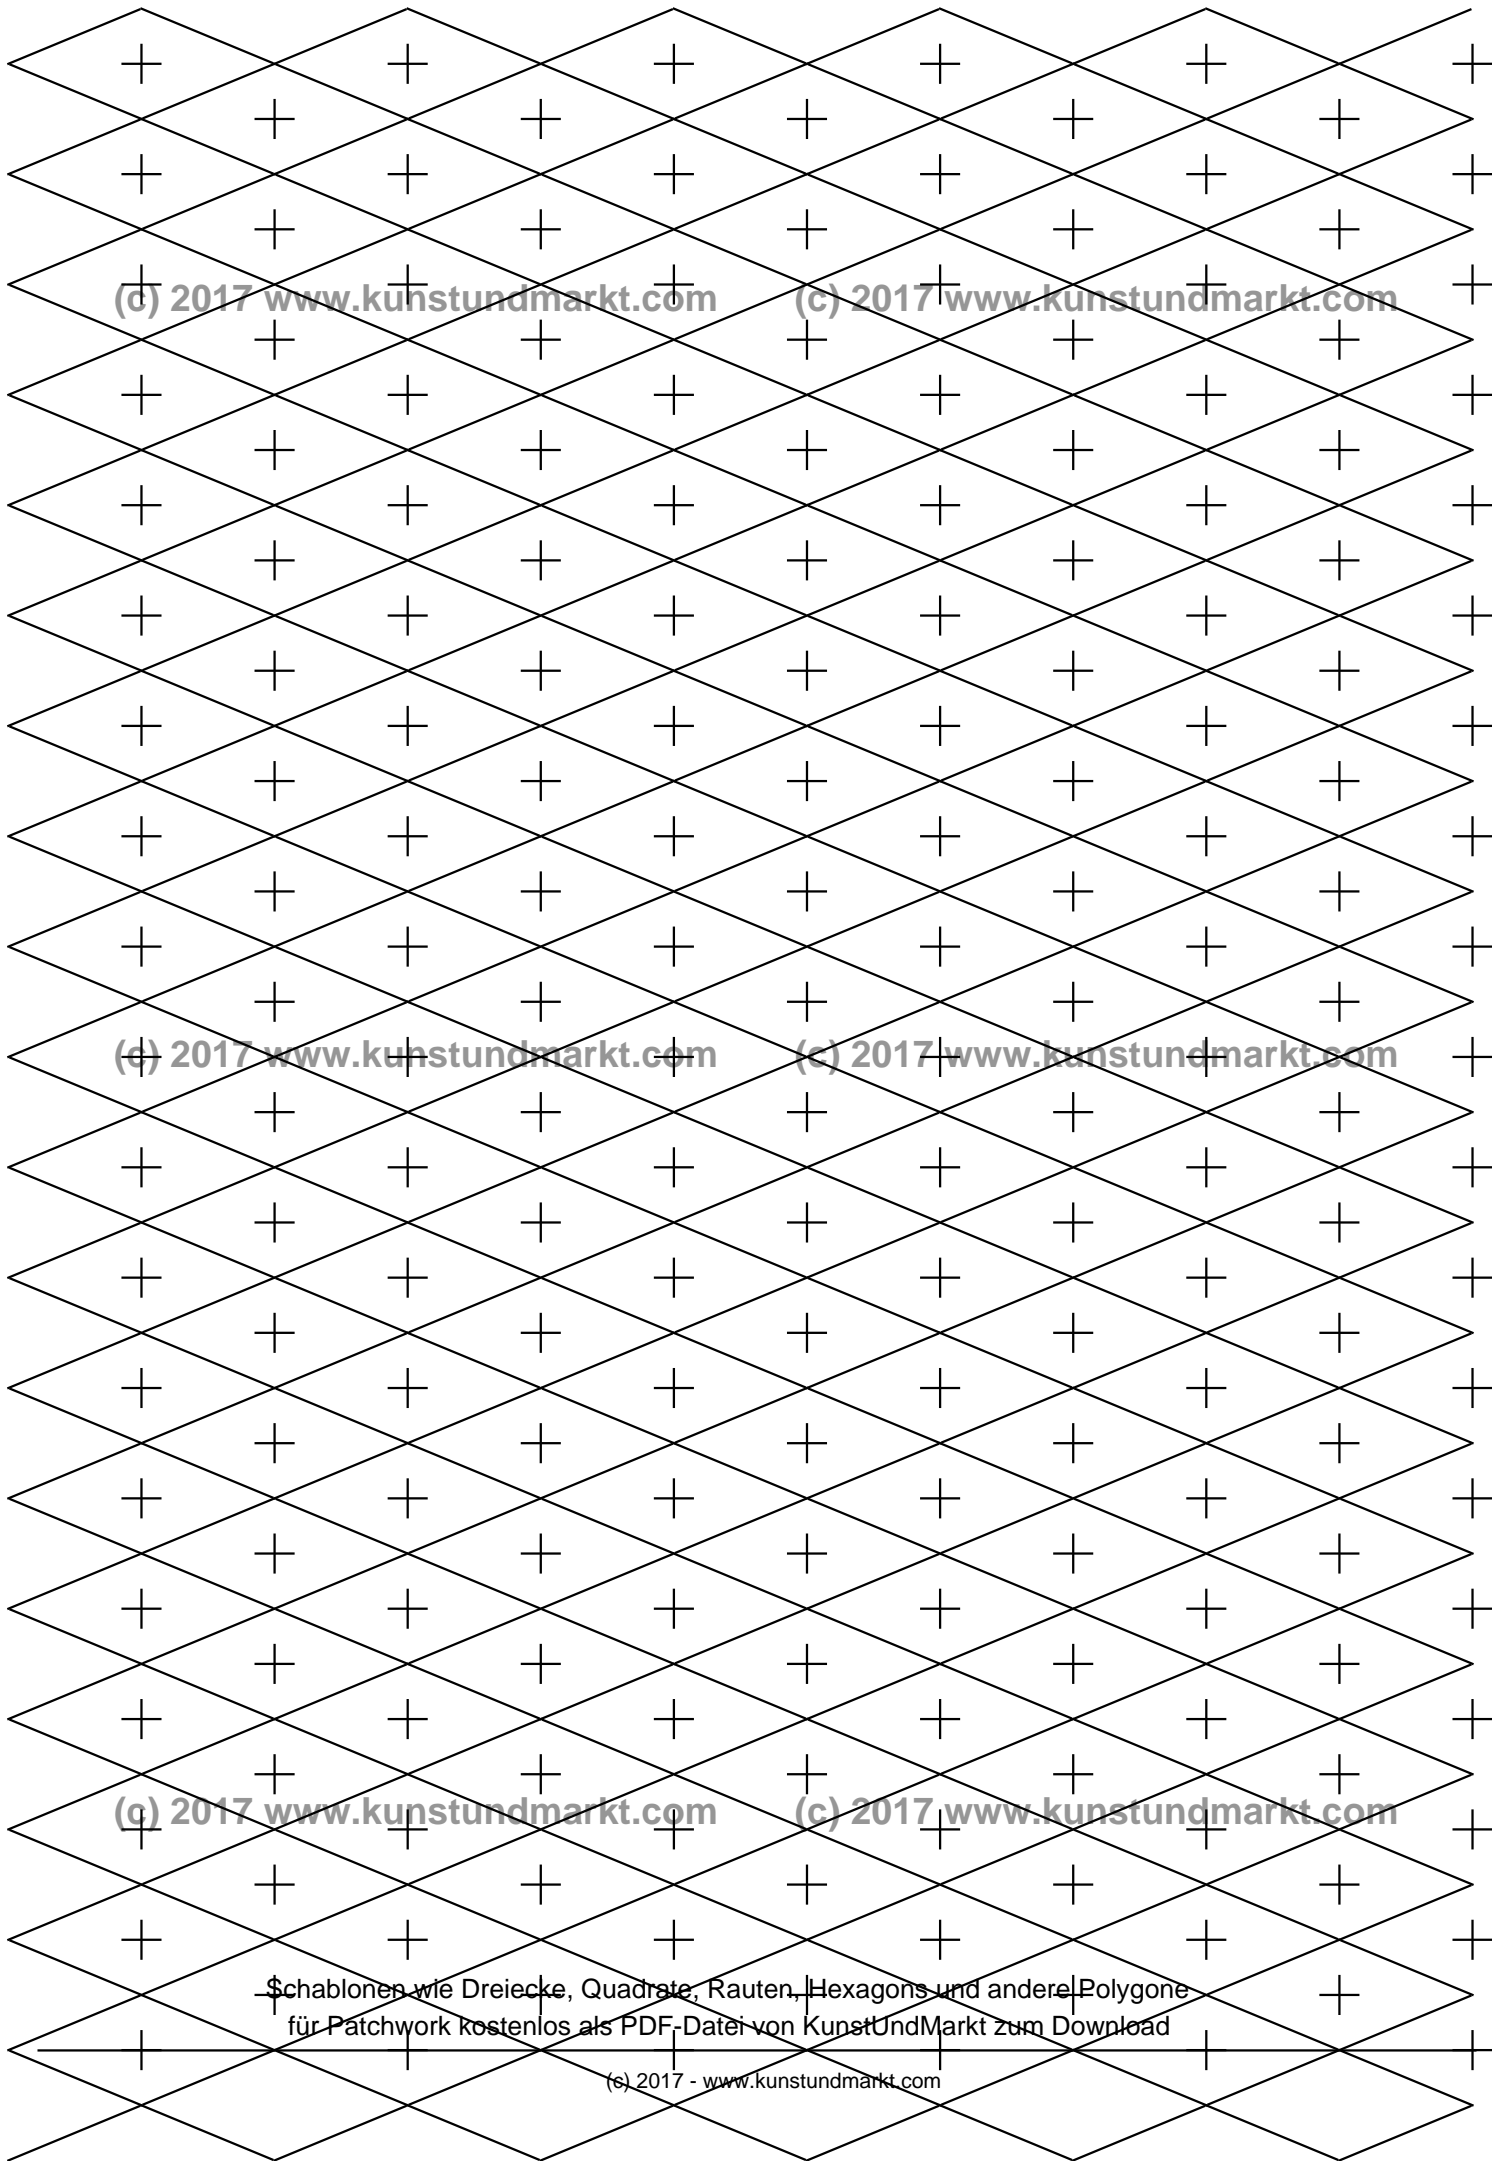 (c) 2017 www.kunstundmarkt.com (c) 2017 www.kunstundmarkt.com
(c) 2017 www.kunstundmarkt.com (c) 2017 www.kunstundmarkt.com
(c) 2017 www.kunstundmarkt.com (c) 2017 www.kunstundmarkt.com
Schablonen wie Dreiecke, Quadrate, Rauten, Hexagons und andere Polygone
für Patchwork kostenlos als PDF-Datei von KunstUndMarkt zum Download
(c) 2017 - www.kunstundmarkt.com